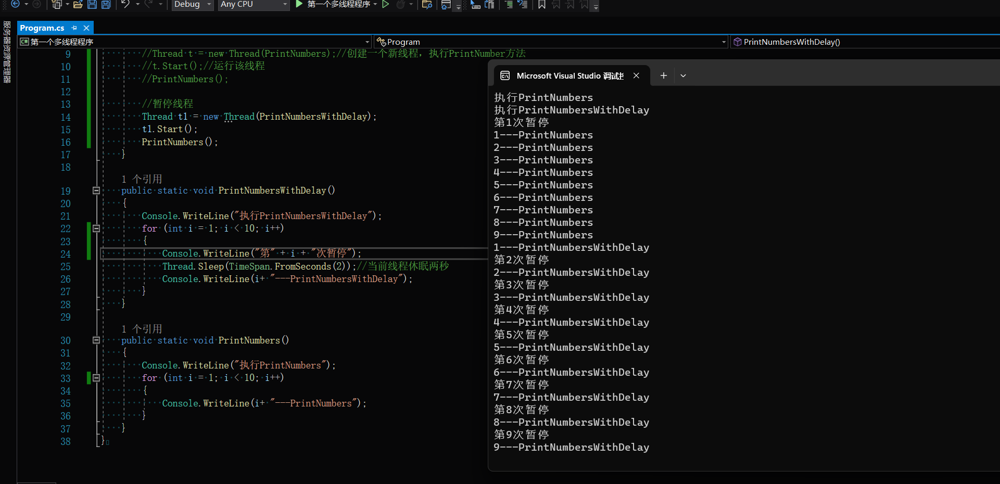 Debug
Any CPU
第一个多线程程序
服务器资源管理器
Program.cs
C# 第一个多线程程序
Program
PrintNumbersWithDelay()
9 //Thread t = new Thread(PrintNumbers);//创建一个新线程，执行PrintNumber方法
10 //t.Start();//运行该线程
11 //PrintNumbers();
12
13 //暂停线程
14 Thread t1 = new Thread(PrintNumbersWithDelay);
15 t1.Start();
16 PrintNumbers();
17 }
18
1 个引用
19 public static void PrintNumbersWithDelay()
20 {
21 Console.WriteLine("执行PrintNumbersWithDelay");
22 for (int i = 1; i < 10; i++)
23 {
24 Console.WriteLine("第" + i + "次暂停");
25 Thread.Sleep(TimeSpan.FromSeconds(2));//当前线程休眠两秒
26 Console.WriteLine(i+ "---PrintNumbersWithDelay");
27 }
28 }
29
1 个引用
30 public static void PrintNumbers()
31 {
32 Console.WriteLine("执行PrintNumbers");
33 for (int i = 1; i < 10; i++)
34 {
35 Console.WriteLine(i+ "---PrintNumbers");
36 }
37 }
38 }
Microsoft Visual Studio 调试
执行PrintNumbers
执行PrintNumbersWithDelay
第1次暂停
1---PrintNumbers
2---PrintNumbers
3---PrintNumbers
4---PrintNumbers
5---PrintNumbers
6---PrintNumbers
7---PrintNumbers
8---PrintNumbers
9---PrintNumbers
1---PrintNumbersWithDelay
第2次暂停
2---PrintNumbersWithDelay
第3次暂停
3---PrintNumbersWithDelay
第4次暂停
4---PrintNumbersWithDelay
第5次暂停
5---PrintNumbersWithDelay
第6次暂停
6---PrintNumbersWithDelay
第7次暂停
7---PrintNumbersWithDelay
第8次暂停
8---PrintNumbersWithDelay
第9次暂停
9---PrintNumbersWithDelay